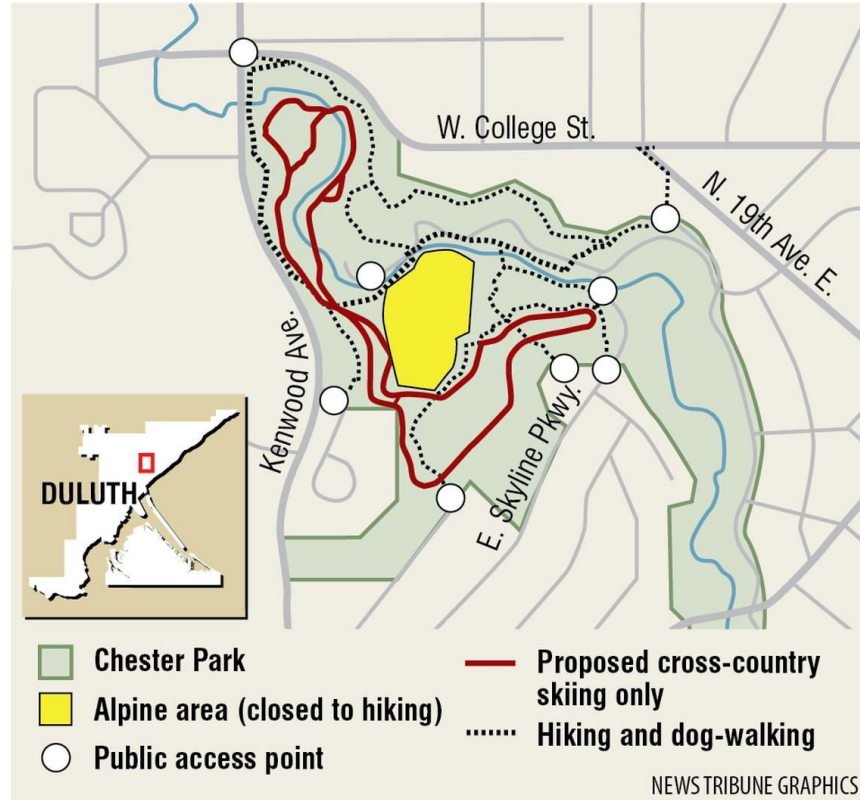 W. College St.
N. 19th Ave. E.
Kenwood Ave.
E. Skyline Pkwy.
DULUTH
Chester Park
Alpine area (closed to hiking)
Public access point
Proposed cross-country
skiing only
Hiking and dog-walking
NEWS TRIBUNE GRAPHICS